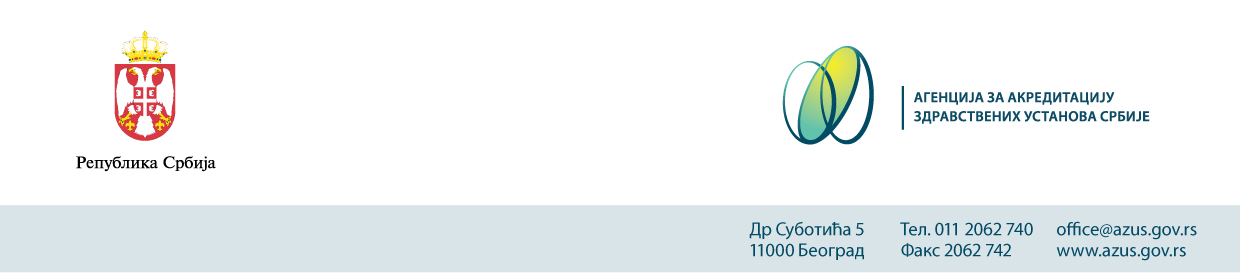 Република Србија
АГЕНЦИЈА ЗА АКРЕДИТАЦИЈУ
ЗДРАВСТВЕНИХ УСТАНОВА СРБИЈЕ
Др Суботића 5
11000 Београд
Тел. 011 2062 740
Факс 2062 742
office@azus.gov.rs
www.azus.gov.rs